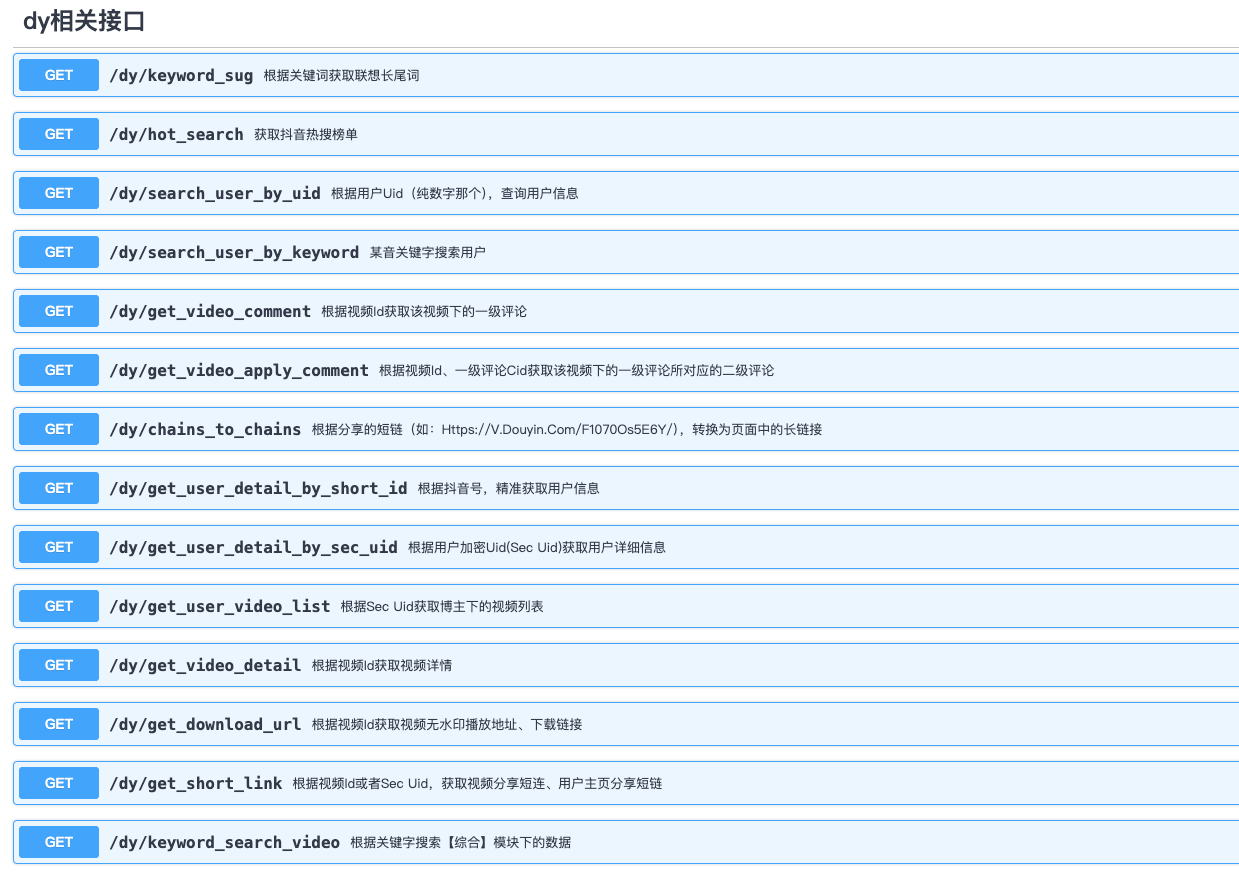 dy相关接口
GET /dy/keyword_sug 根据关键词获取联想长尾词
GET /dy/hot_search 获取抖音热搜榜单
GET /dy/search_user_by_uid 根据用户Uid（纯数字那个），查询用户信息
GET /dy/search_user_by_keyword 某音关键字搜索用户
GET /dy/get_video_comment 根据视频Id获取该视频下的一级评论
GET /dy/get_video_apply_comment 根据视频Id、一级评论Cid获取该视频下的一级评论所对应的二级评论
GET /dy/chains_to_chains 根据分享的短链（如：Https://V.Douyin.Com/F1070Os5E6Y/），转换为页面中的长链接
GET /dy/get_user_detail_by_short_id 根据抖音号，精准获取用户信息
GET /dy/get_user_detail_by_sec_uid 根据用户加密Uid(Sec Uid)获取用户详细信息
GET /dy/get_user_video_list 根据Sec Uid获取博主下的视频列表
GET /dy/get_video_detail 根据视频Id获取视频详情
GET /dy/get_download_url 根据视频Id获取视频无水印播放地址、下载链接
GET /dy/get_short_link 根据视频Id或者Sec Uid，获取视频分享短连、用户主页分享短链
GET /dy/keyword_search_video 根据关键字搜索【综合】模块下的数据